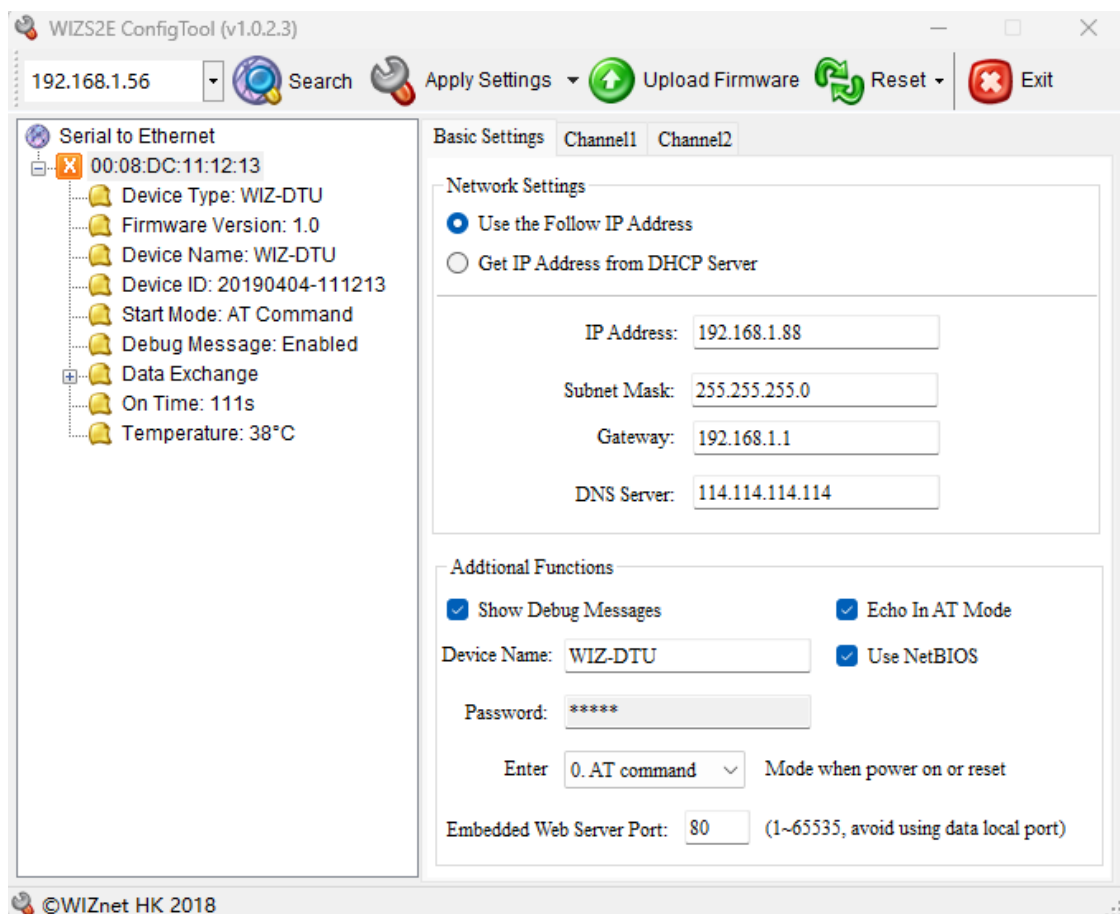 WIZS2E ConfigTool (v1.0.2.3)
192.168.1.56 Search Apply Settings Upload Firmware Reset Exit
Serial to Ethernet
00:08:DC:11:12:13
Device Type: WIZ-DTU
Firmware Version: 1.0
Device Name: WIZ-DTU
Device ID: 20190404-111213
Start Mode: AT Command
Debug Message: Enabled
Data Exchange
On Time: 111s
Temperature: 38°C
Basic Settings Channel1 Channel2
Network Settings
Use the Follow IP Address
Get IP Address from DHCP Server
IP Address: 192.168.1.88
Subnet Mask: 255.255.255.0
Gateway: 192.168.1.1
DNS Server: 114.114.114.114
Addtional Functions
Show Debug Messages Echo In AT Mode
Device Name: WIZ-DTU Use NetBIOS
Password: *****
Enter 0. AT command Mode when power on or reset
Embedded Web Server Port: 80 (1~65535, avoid using data local port)
©WIZnet HK 2018